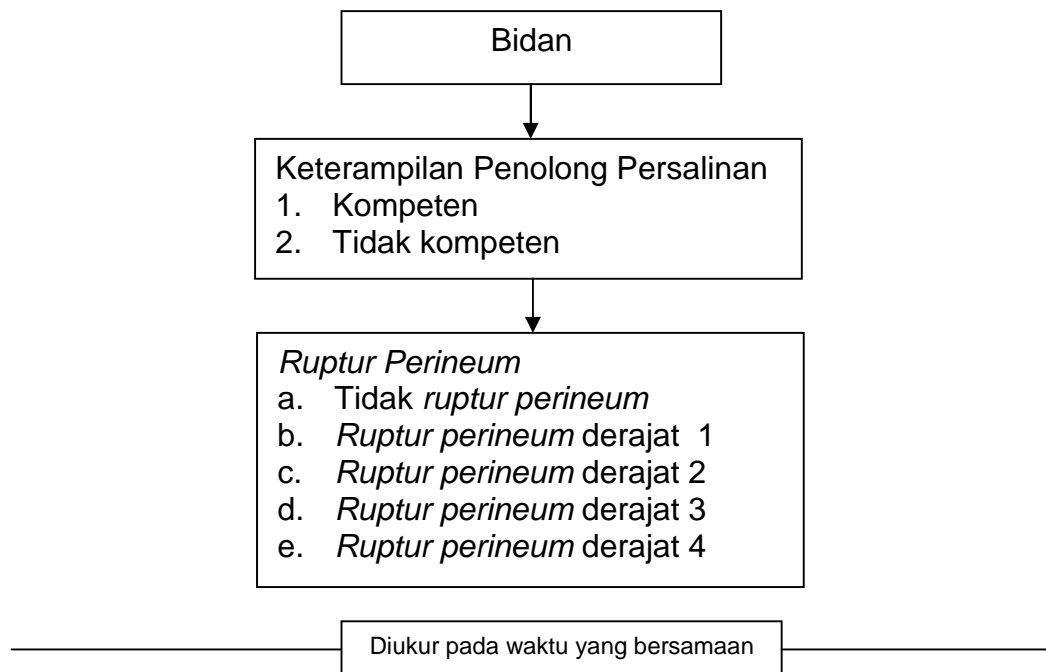 Bidan
Keterampilan Penolong Persalinan
1. Kompeten
2. Tidak kompeten
Ruptur Perineum
a. Tidak ruptur perineum
b. Ruptur perineum derajat 1
c. Ruptur perineum derajat 2
d. Ruptur perineum derajat 3
e. Ruptur perineum derajat 4
Diukur pada waktu yang bersamaan